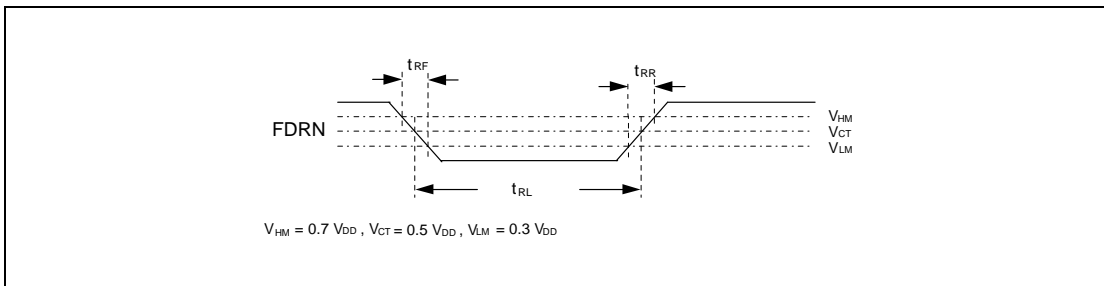 tRF
tRR
FDRN
VHM
VCT
VLM
tRL
VHM = 0.7 VDD , VCT = 0.5 VDD , VLM = 0.3 VDD